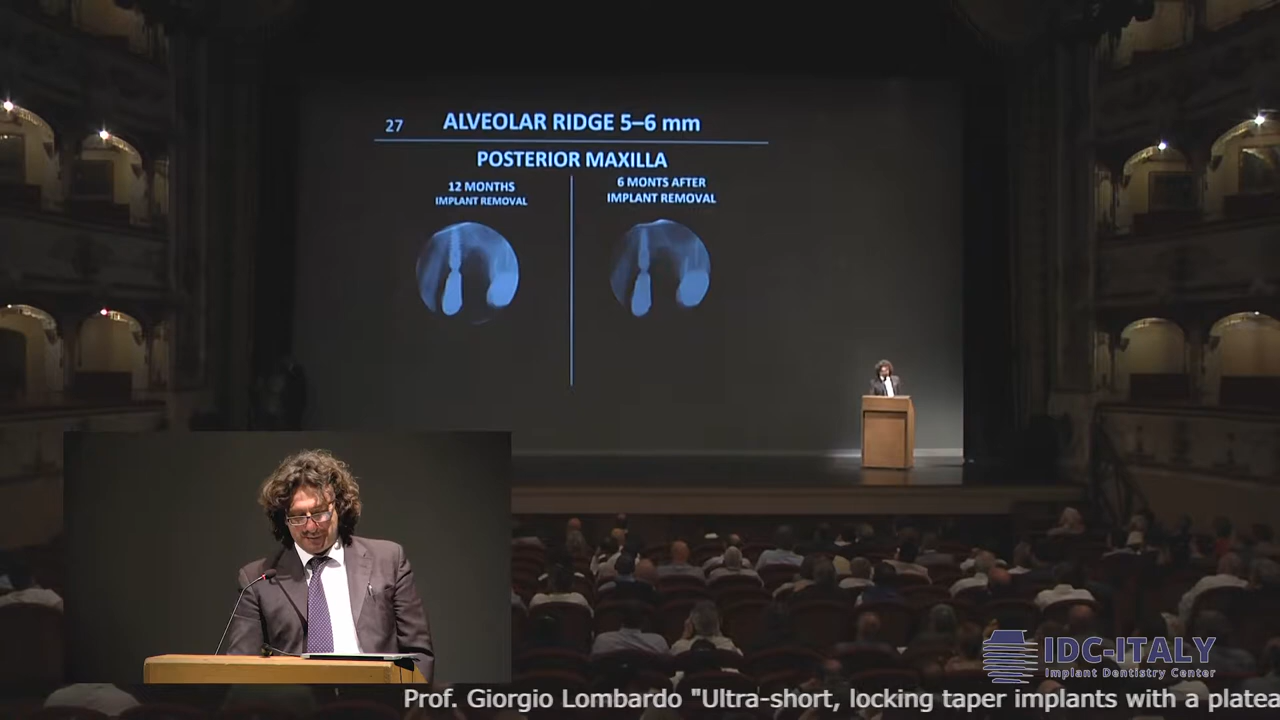 27
ALVEOLAR RIDGE 5–6 mm
POSTERIOR MAXILLA
12 MONTHS
IMPLANT REMOVAL
6 MONTS AFTER
IMPLANT REMOVAL
IDC-ITALY
Implant Dentistry Center
Prof. Giorgio Lombardo "Ultra-short, locking taper implants with a platea